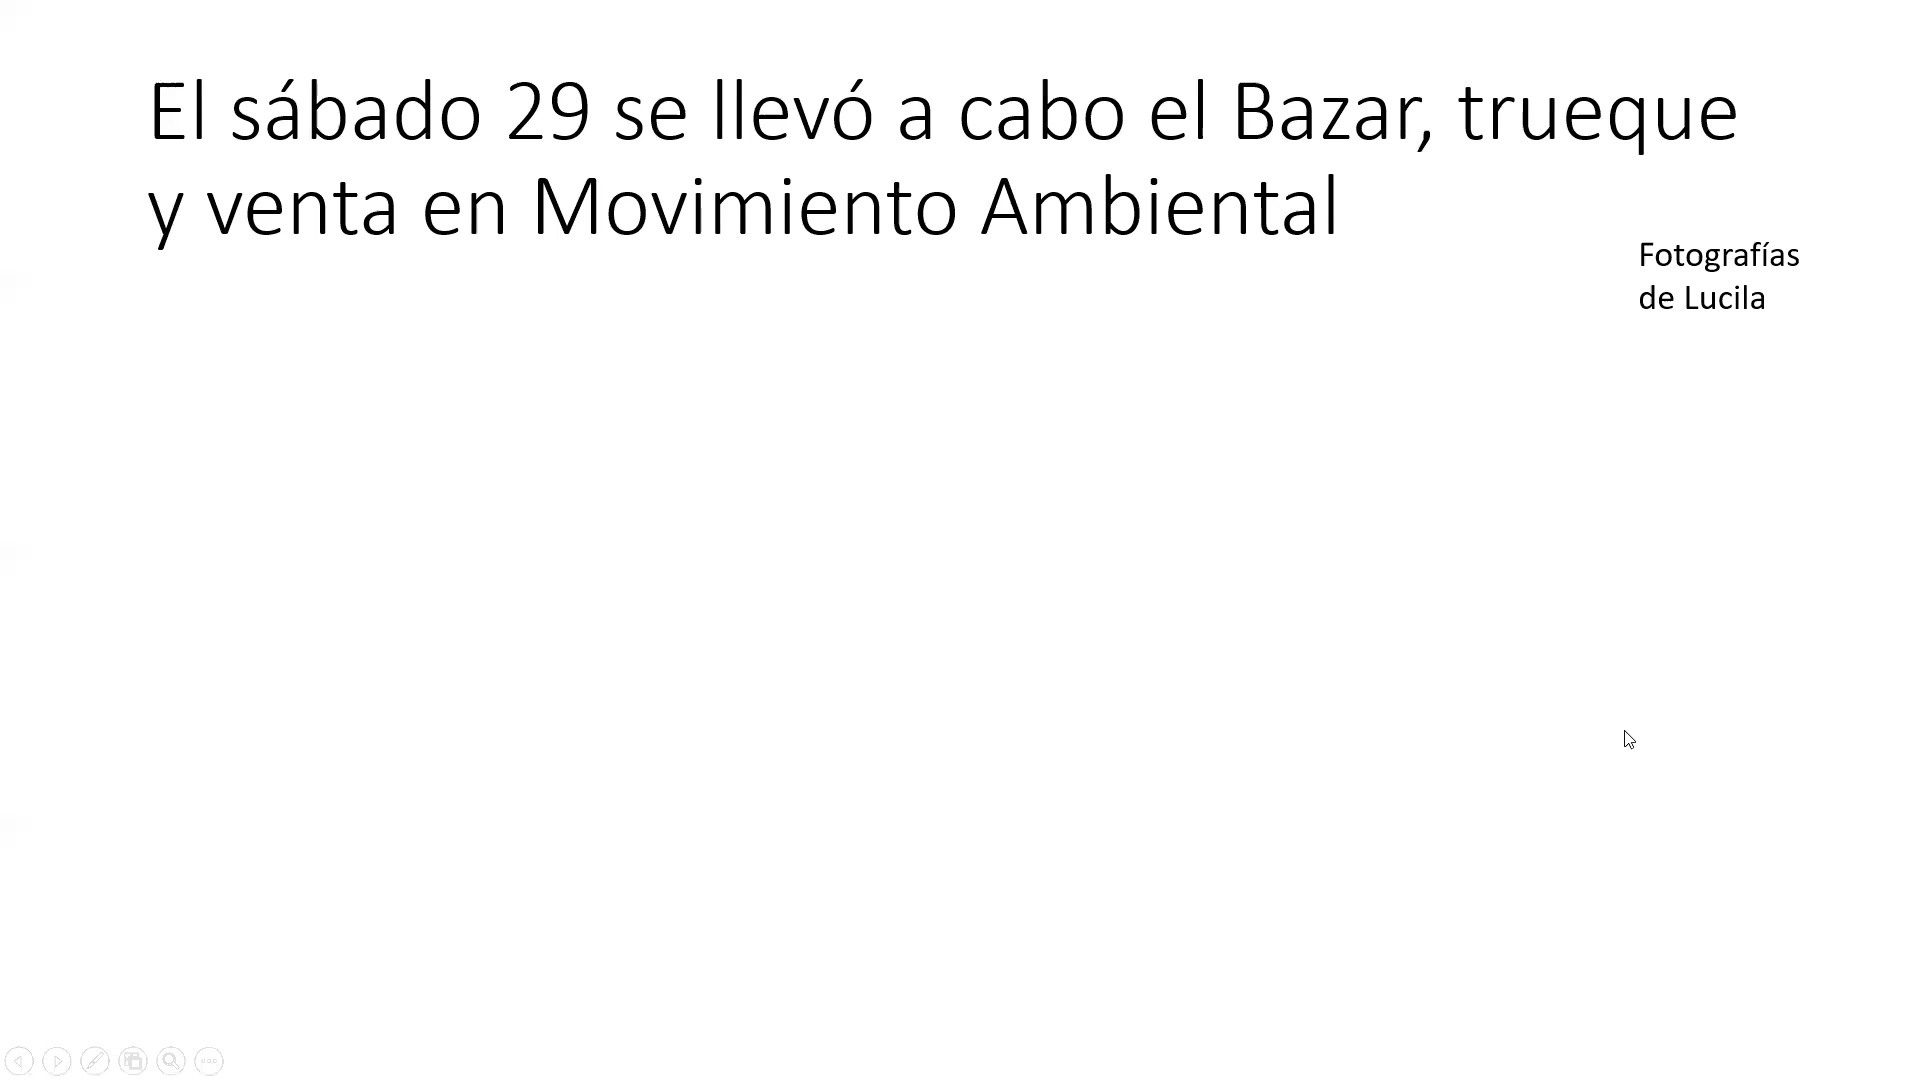 El sábado 29 se llevó a cabo el Bazar, trueque
y venta en Movimiento Ambiental
Fotografías
de Lucila